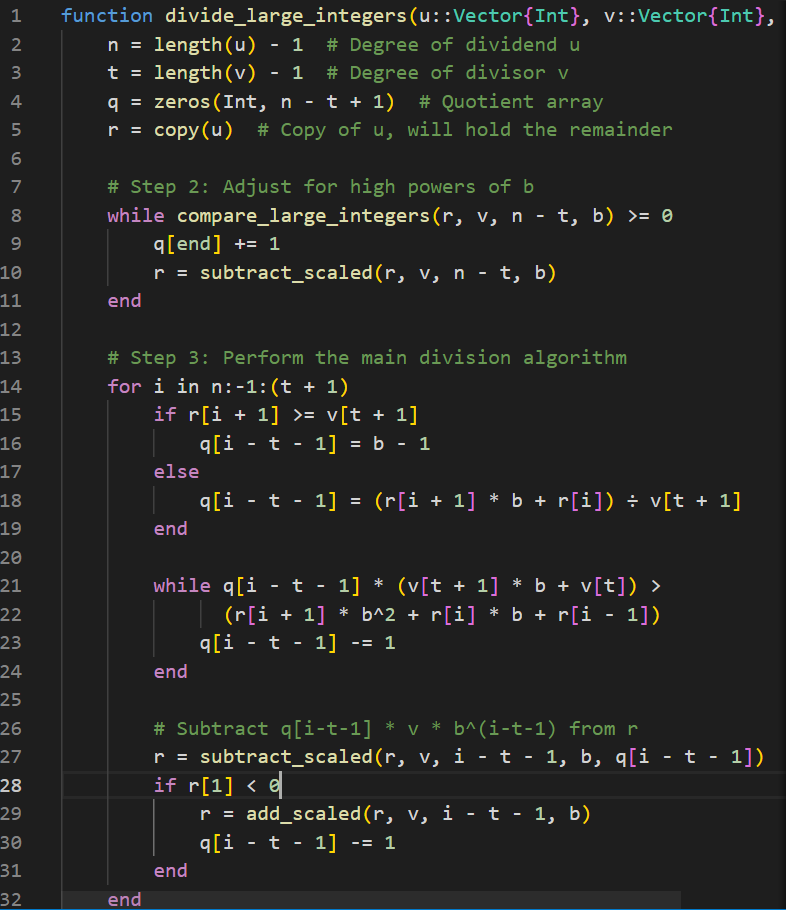 1 function divide_large_integers(u::Vector{Int}, v::Vector{Int},
2     n = length(u) - 1  # Degree of dividend u
3     t = length(v) - 1  # Degree of divisor v
4     q = zeros(Int, n - t + 1)  # Quotient array
5     r = copy(u)  # Copy of u, will hold the remainder
6
7     # Step 2: Adjust for high powers of b
8     while compare_large_integers(r, v, n - t, b) >= 0
9         q[end] += 1
10         r = subtract_scaled(r, v, n - t, b)
11     end
12
13     # Step 3: Perform the main division algorithm
14     for i in n:-1:(t + 1)
15         if r[i + 1] >= v[t + 1]
16             q[i - t - 1] = b - 1
17         else
18             q[i - t - 1] = (r[i + 1] * b + r[i]) ÷ v[t + 1]
19         end
20
21         while q[i - t - 1] * (v[t + 1] * b + v[t]) >
22               (r[i + 1] * b^2 + r[i] * b + r[i - 1])
23             q[i - t - 1] -= 1
24         end
25
26         # Subtract q[i-t-1] * v * b^(i-t-1) from r
27         r = subtract_scaled(r, v, i - t - 1, b, q[i - t - 1])
28         if r[1] < 0
29             r = add_scaled(r, v, i - t - 1, b)
30             q[i - t - 1] -= 1
31         end
32     end